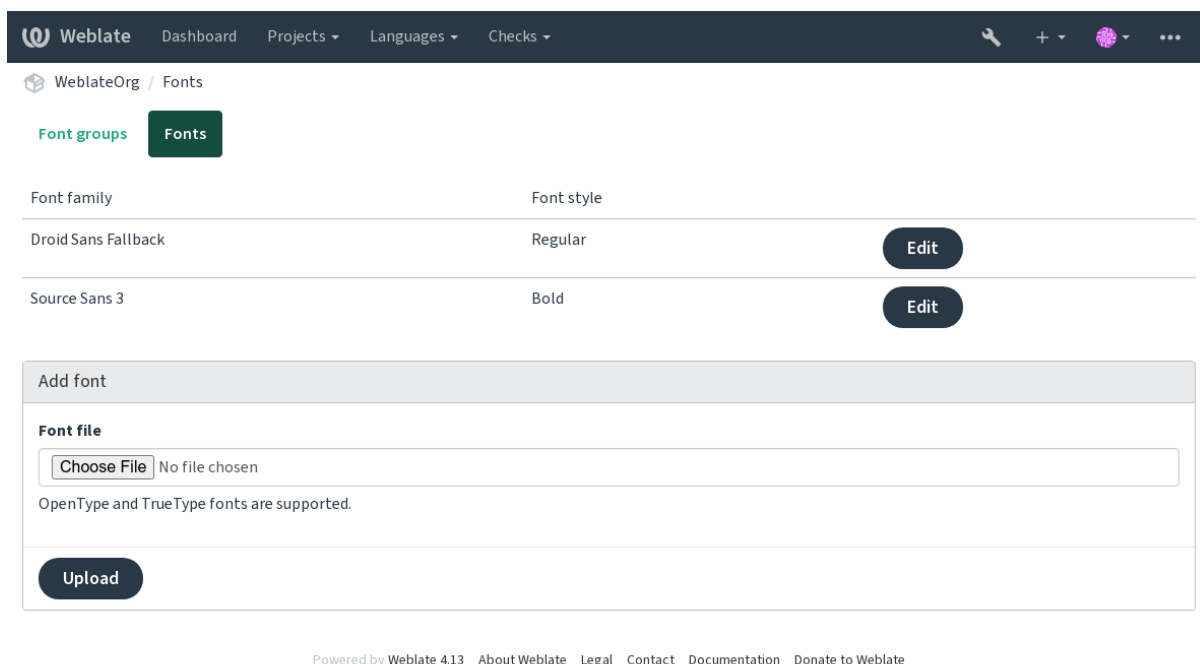 Weblate Dashboard Projects Languages Checks
WeblateOrg / Fonts
Font groups Fonts
Font family Font style
Droid Sans Fallback Regular Edit
Source Sans 3 Bold Edit
Add font
Font file
Choose File No file chosen
OpenType and TrueType fonts are supported.
Upload
Powered by Weblate 4.13 About Weblate Legal Contact Documentation Donate to Weblate